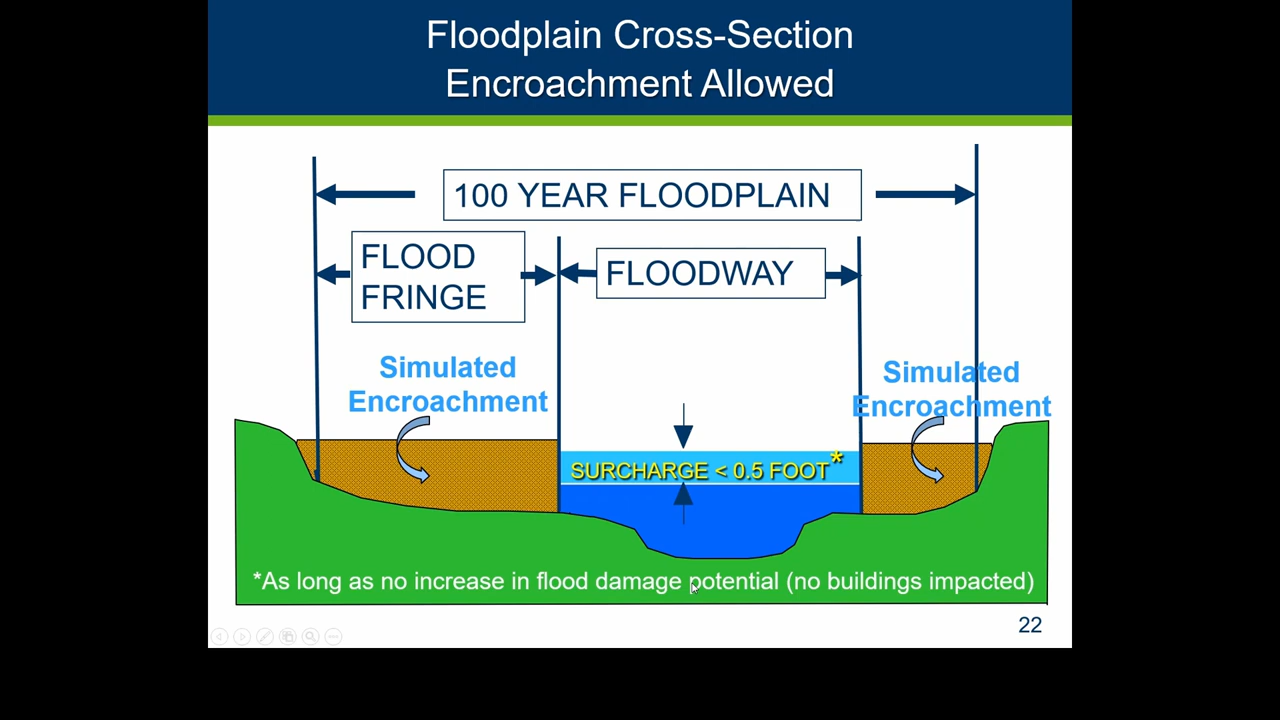 Floodplain Cross-Section
Encroachment Allowed
100 YEAR FLOODPLAIN
FLOOD
FRINGE
FLOODWAY
Simulated
Encroachment
Simulated
Encroachment
SURCHARGE < 0.5 FOOT*
*As long as no increase in flood damage potential (no buildings impacted)
22